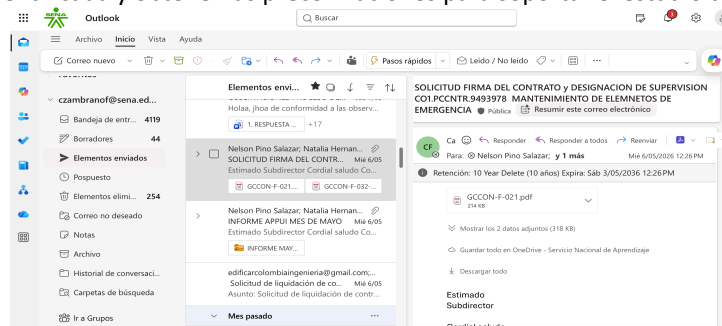 SENA
Outlook
Buscar
Archivo Inicio Vista Ayuda
Correo nuevo
Pasos rápidos
Leído / No leído
czambranof@sena.ed...
Bandeja de entr... 4119
Borradores 44
Elementos enviados
Pospuesto
Elementos elimi... 254
Correo no deseado
Notas
Archivo
Historial de conversaci...
Carpetas de búsqueda
Ir a Grupos
Elementos envi...
Holaa, jhoa de conformidad a las observ...
1. RESPUESTA ... +17
Nelson Pino Salazar; Natalia Hernan...
SOLICITUD FIRMA DEL CONTR... Mié 6/05
Estimado Subdirector Cordial saludo Co...
GCCON-F-021.... GCCON-F-032-...
Nelson Pino Salazar; Natalia Hernan...
INFORME APPUI MES DE MAYO Mié 6/05
Estimado Subdirector Cordial saludo Co...
INFORME MAY...
edificarcolombiaingenieria@gmail.com;...
Solicitud de liquidación de co... Mié 6/05
Asunto: Solicitud de liquidación de contr...
Mes pasado
SOLICITUD FIRMA DEL CONTRATO y DESIGNACION DE SUPERVISION
CO1.PCCNTR.9493978 MANTENIMIENTO DE ELEMNETOS DE
EMERGENCIA Pública Resumir este correo electrónico
CF
Ca Responder Responder a todos Reenviar
Para: Nelson Pino Salazar; y 1 más Mié 6/05/2026 12:26 PM
Retención: 10 Year Delete (10 años) Expira: Sáb 3/05/2036 12:26 PM
GCCON-F-021.pdf
214 KB
Mostrar los 2 datos adjuntos (318 KB)
Guardar todo en OneDrive - Servicio Nacional de Aprendizaje
Descargar todo
Estimado
Subdirector